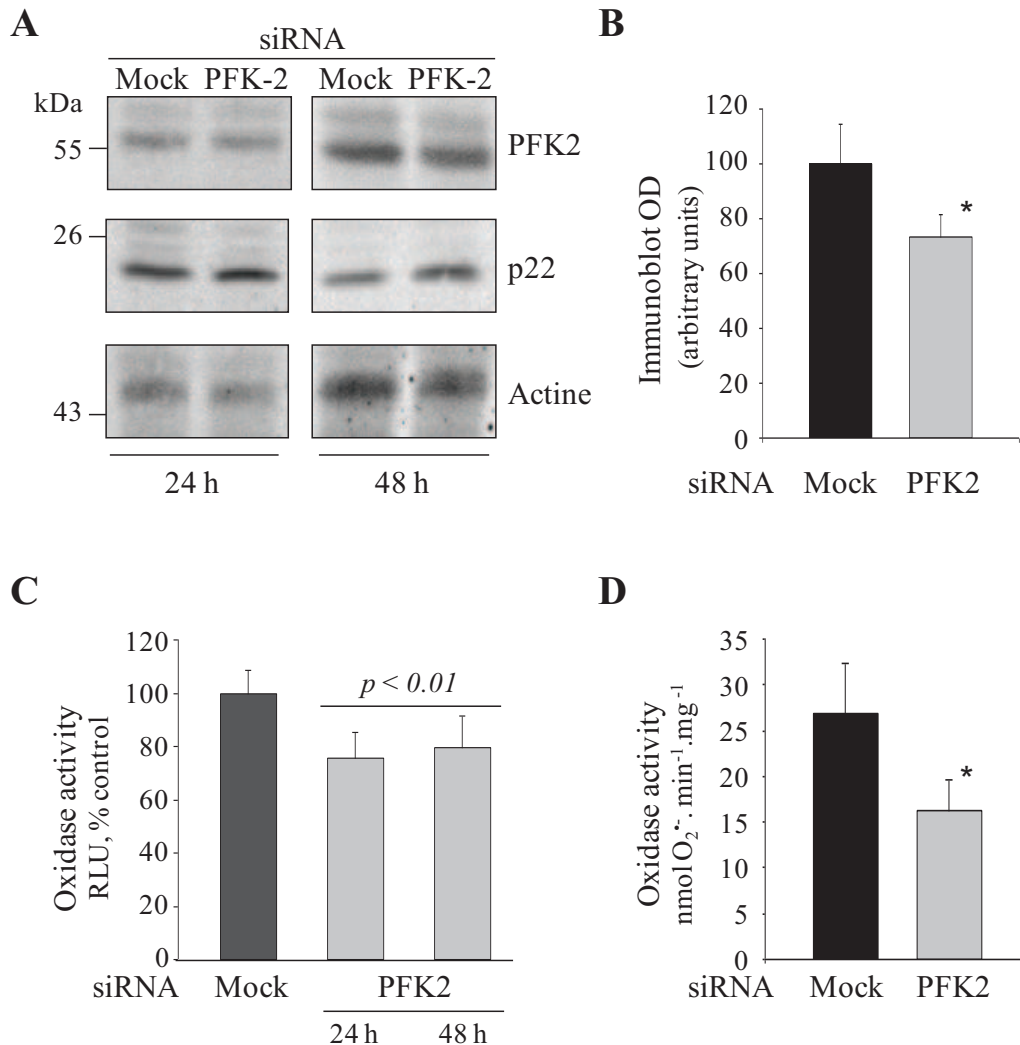 A
siRNA
Mock PFK-2 Mock PFK-2
kDa
55
PFK2
26
p22
43
Actine
24 h 48 h
B
Immunoblot OD
(arbitrary units)
120
100
80
60
40
20
0
*
siRNA Mock PFK2
C
Oxidase activity
RLU, % control
120
100
80
60
40
20
0
p < 0.01
siRNA Mock PFK2
24 h 48 h
D
Oxidase activity
nmol O₂•-. min⁻¹.mg⁻¹
35
30
25
20
15
10
5
0
*
siRNA Mock PFK2